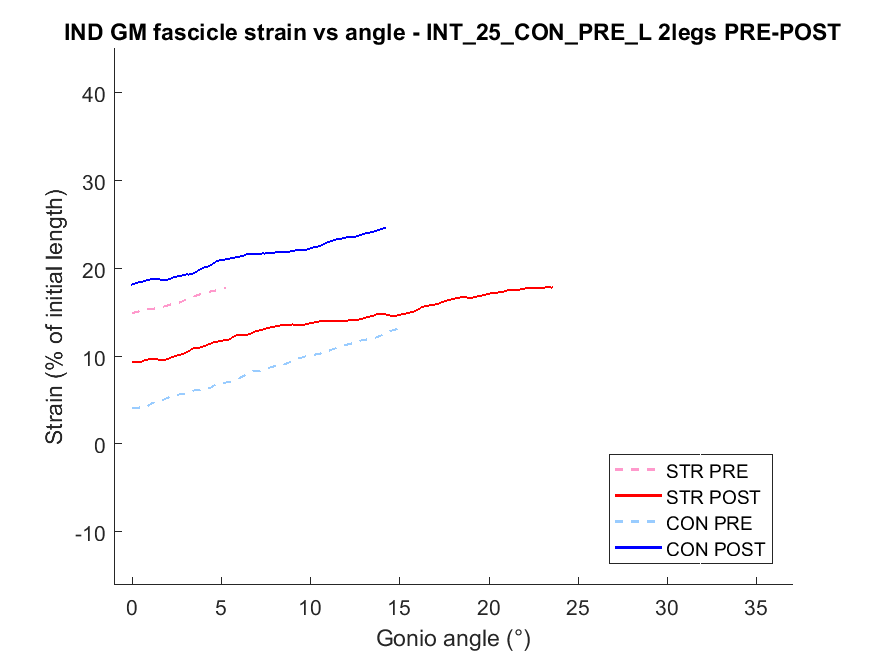 IND GM fascicle strain vs angle - INT_25_CON_PRE_L 2legs PRE-POST
Strain (% of initial length)
40
30
20
10
0
-10
0 5 10 15 20 25 30 35
Gonio angle (°)
STR PRE
STR POST
CON PRE
CON POST